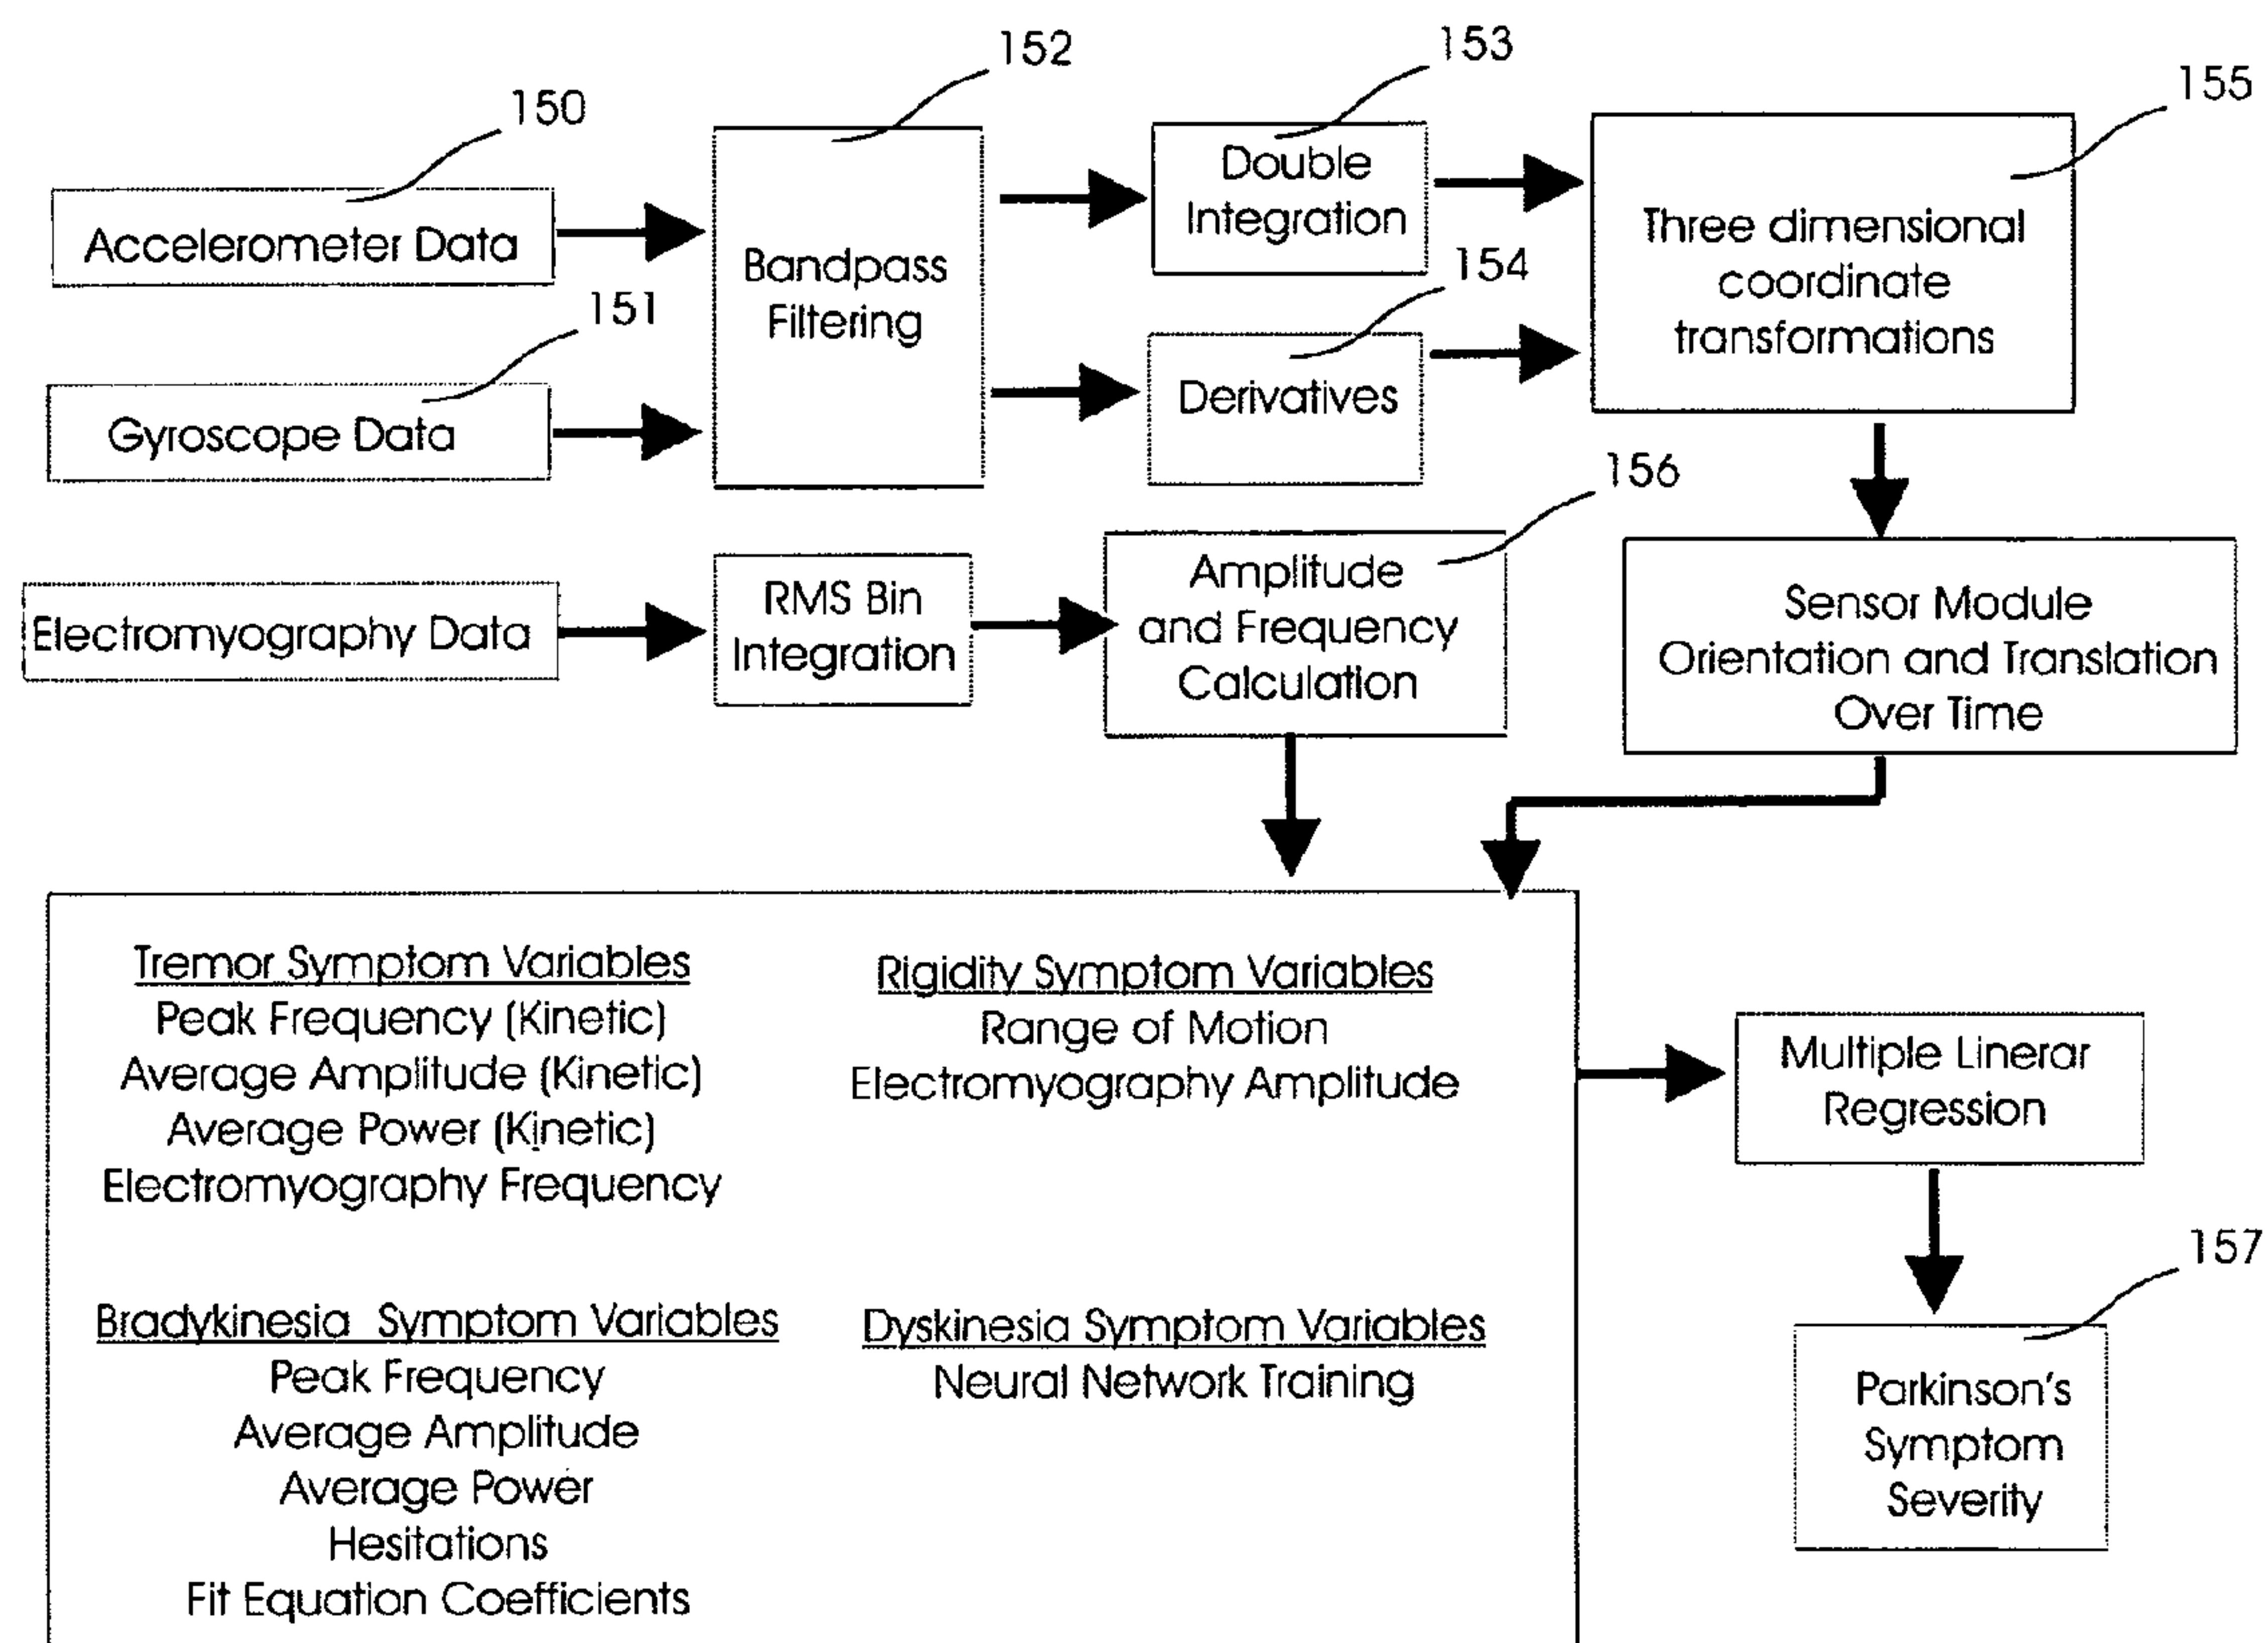 152
153
155
150
Accelerometer Data
Bandpass
Filtering
Double
Integration
Three dimensional
coordinate
transformations
151
154
Gyroscope Data
Derivatives
156
Electromyography Data
RMS Bin
Integration
Amplitude
and Frequency
Calculation
Sensor Module
Orientation and Translation
Over Time
Tremor Symptom Variables
Peak Frequency (Kinetic)
Average Amplitude (Kinetic)
Average Power (Kinetic)
Electromyography Frequency
Rigidity Symptom Variables
Range of Motion
Electromyography Amplitude
Bradykinesia Symptom Variables
Peak Frequency
Average Amplitude
Average Power
Hesitations
Fit Equation Coefficients
Dyskinesia Symptom Variables
Neural Network Training
Multiple Linerar
Regression
157
Parkinson's
Symptom
Severity